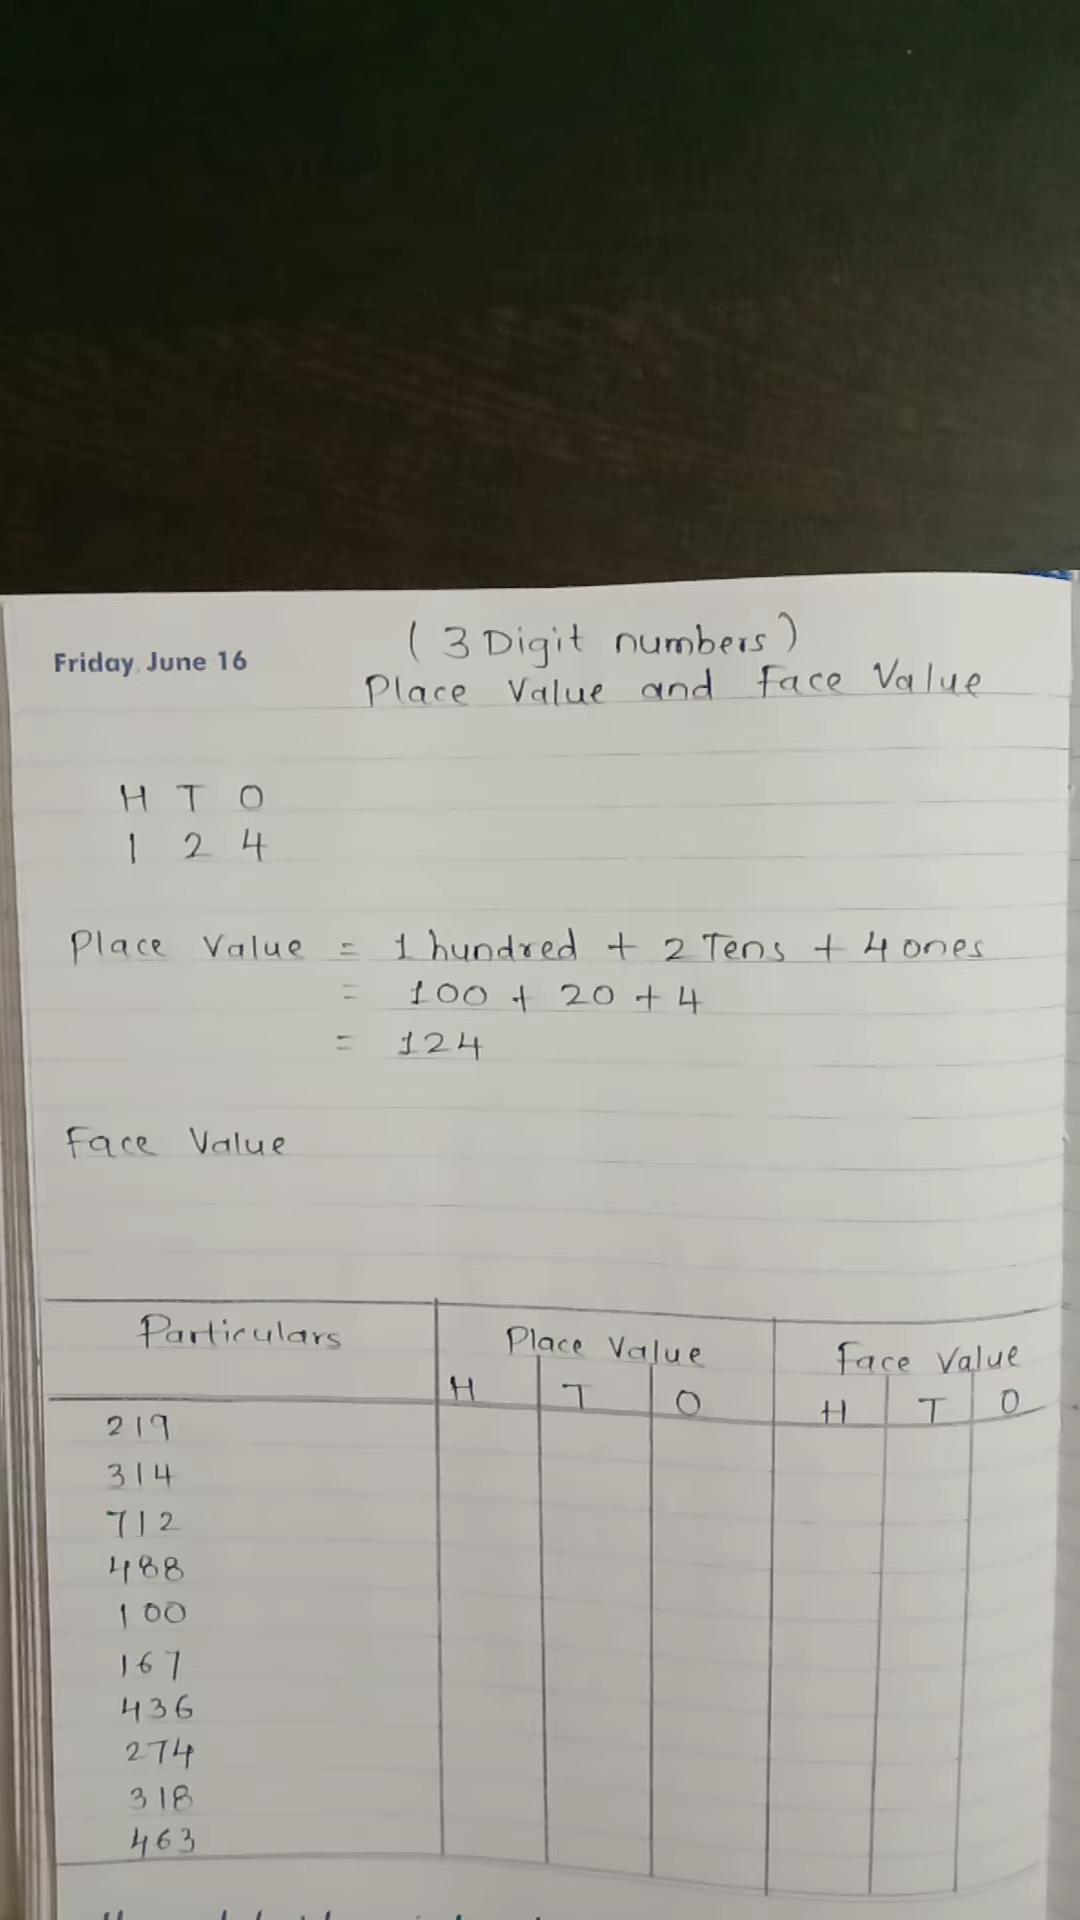 Friday, June 16
(3 Digit numbers)
Place Value and Face Value
H T O
1 2 4
Place Value = 1 hundred + 2 Tens + 4 ones
= 100 + 20 + 4
= 124
Face Value
Particulars Place Value Face Value
H T O H T O
219
314
712
488
100
167
436
274
318
463